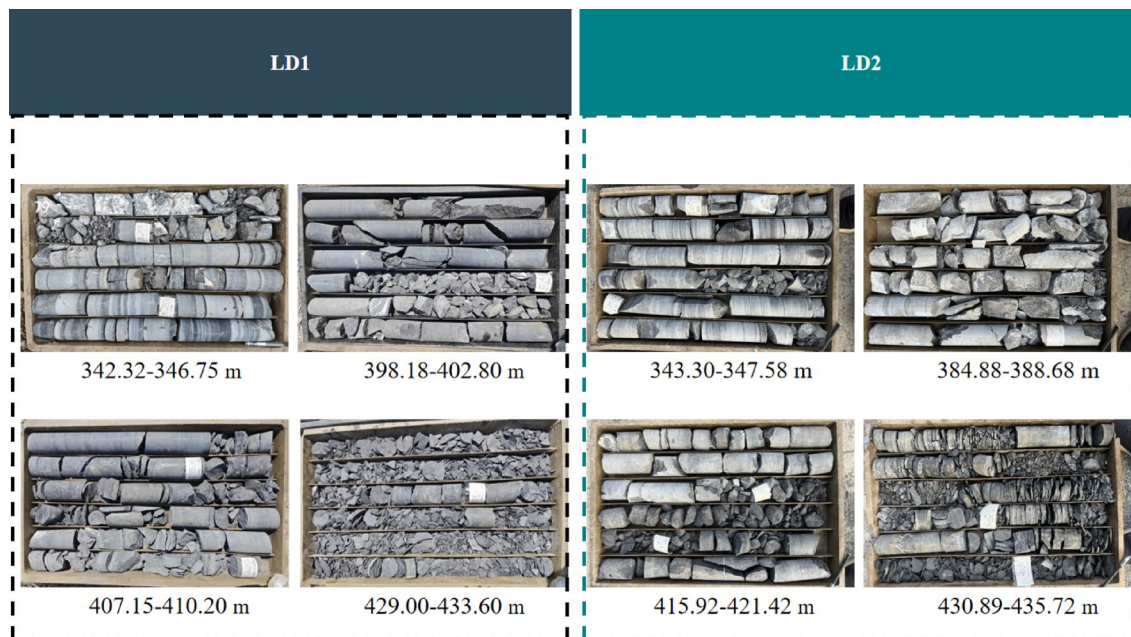 LD1
LD2
342.32-346.75 m
398.18-402.80 m
343.30-347.58 m
384.88-388.68 m
407.15-410.20 m
429.00-433.60 m
415.92-421.42 m
430.89-435.72 m